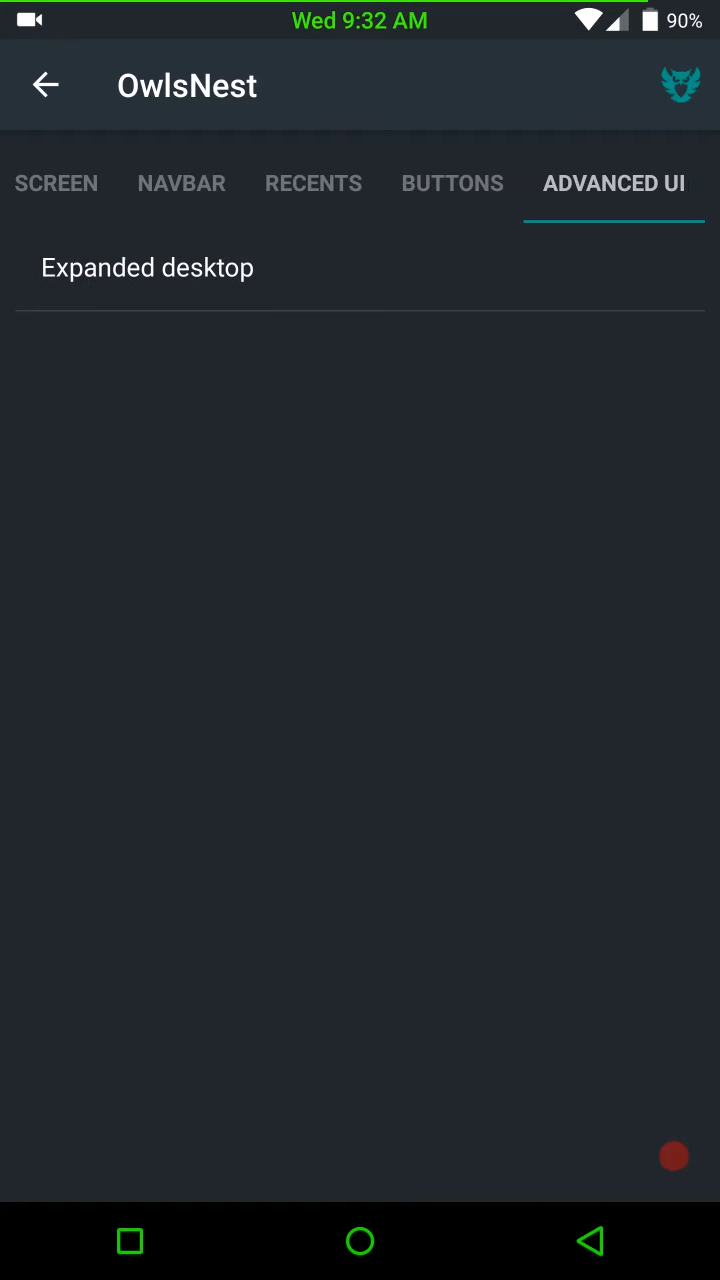 Wed 9:32 AM 90%
OwlsNest
SCREEN NAVBAR RECENTS BUTTONS ADVANCED UI
Expanded desktop